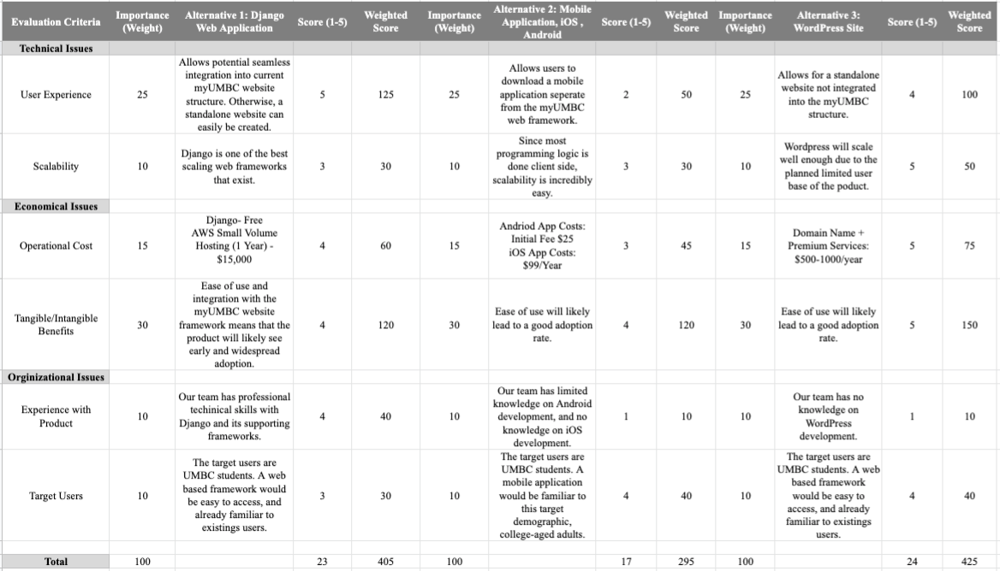 Evaluation Criteria
Importance
(Weight)
Alternative 1: Django
Web Application
Score (1-5)
Weighted
Score
Importance
(Weight)
Alternative 2: Mobile
Application, iOS ,
Android
Score (1-5)
Weighted
Score
Importance
(Weight)
Alternative 3:
WordPress Site
Score (1-5)
Weighted
Score
Technical Issues
User Experience
25
Allows potential seamless
integration into current
myUMBC website
structure. Otherwise, a
standalone website can
easily be created.
5
125
25
Allows users to
download a mobile
application seperate
from the myUMBC
web framework.
2
50
25
Allows for a standalone
website not integrated
into the myUMBC
structure.
4
100
Scalability
10
Django is one of the best
scaling web frameworks
that exist.
3
30
10
Since most
programming logic is
done client side,
scalability is incredibly
easy.
3
30
10
Wordpress will scale
well enough due to the
planned limited user
base of the poduct.
5
50
Economical Issues
Operational Cost
15
Django- Free
AWS Small Volume
Hosting (1 Year) -
$15,000
4
60
15
Andriod App Costs:
Initial Fee $25
iOS App Costs:
$99/Year
3
45
15
Domain Name +
Premium Services:
$500-1000/year
5
75
Tangible/Intangible
Benefits
30
Ease of use and
integration with the
myUMBC website
framework means that the
product will likely see
early and widespread
adoption.
4
120
30
Ease of use will likely
lead to a good adoption
rate.
4
120
30
Ease of use will likely
lead to a good adoption
rate.
5
150
Orginizational Issues
Experience with
Product
10
Our team has professional
techinical skills with
Django and its supporting
frameworks.
4
40
10
Our team has limited
knowledge on Android
development, and no
knowledge on iOS
development.
1
10
10
Our team has no
knowledge on
WordPress
development.
1
10
Target Users
10
The target users are
UMBC students. A web
based framework would
be easy to access, and
already familiar to
existings users.
3
30
10
The target users are
UMBC students. A
mobile application
would be familiar to
this target
demographic,
college-aged adults.
4
40
10
The target users are
UMBC students. A web
based framework
would be easy to
access, and already
familiar to existings
users.
4
40
Total
100
23
405
100
17
295
100
24
425